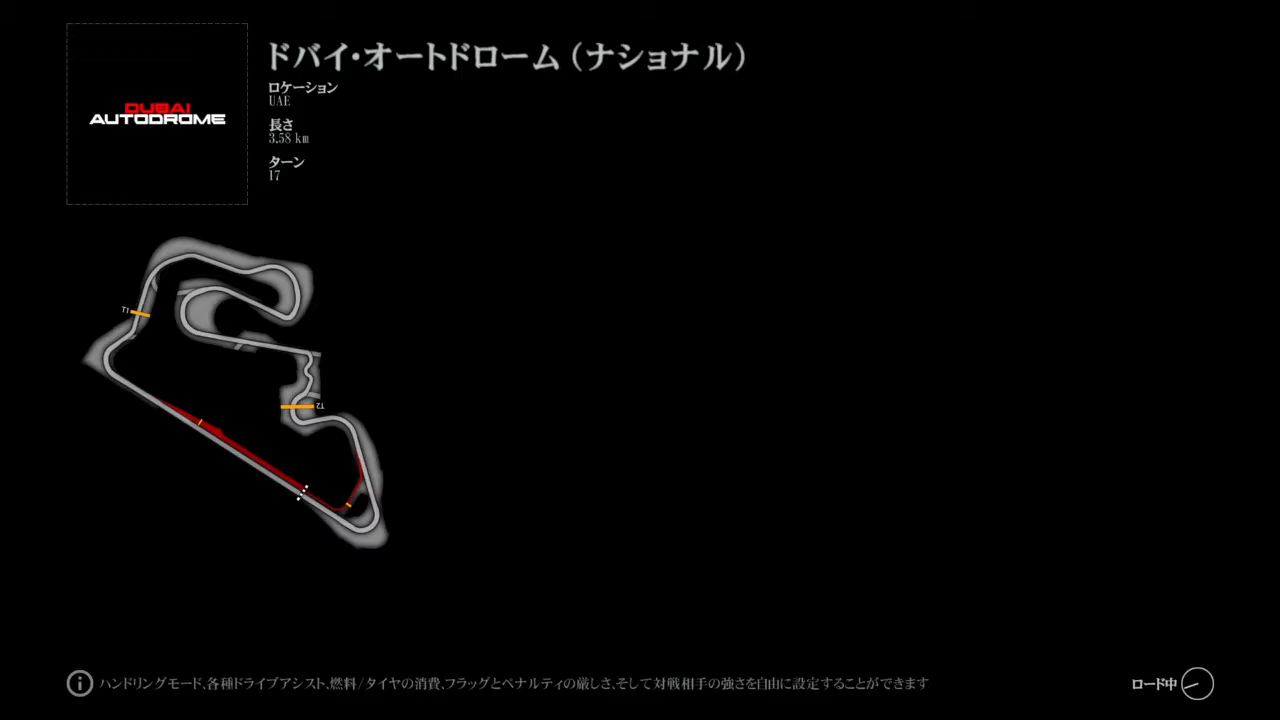 DUBAI
AUTODROME
ドバイ・オートドローム（ナショナル）
ロケーション
UAE
長さ
3.58 km
ターン
17
T1
T2
ハンドリングモード、各種ドライブアシスト、燃料/タイヤの消費、フラッグとペナルティの厳しさ、そして対戦相手の強さを自由に設定することができます
ロード中